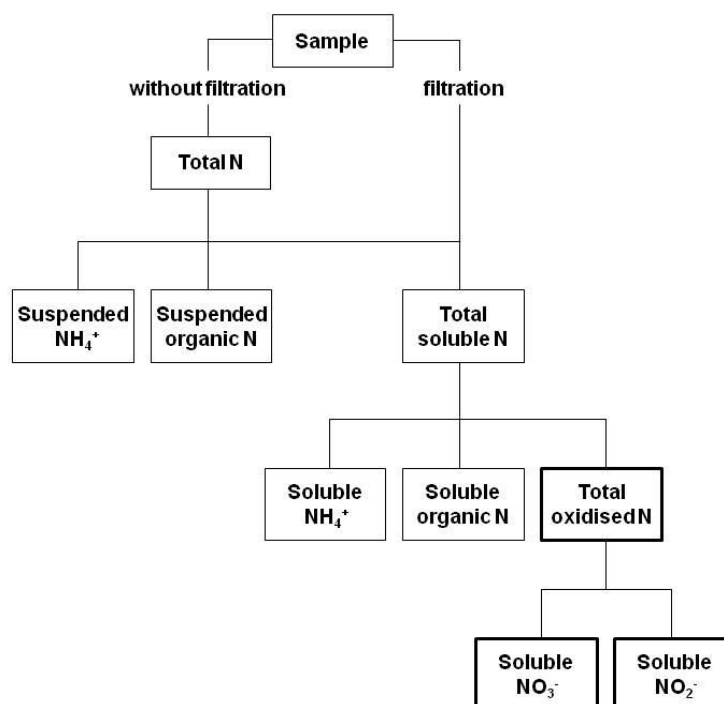 Sample
without filtration
filtration
Total N
Suspended
NH₄⁺
Suspended
organic N
Total
soluble N
Soluble
NH₄⁺
Soluble
organic N
Total
oxidised N
Soluble
NO₃⁻
Soluble
NO₂⁻